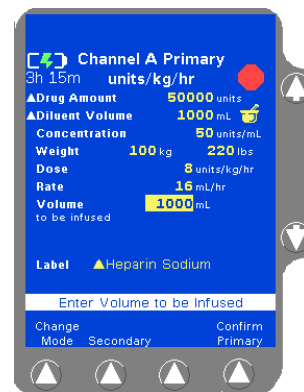 Channel A Primary
3h 15m units/kg/hr
▲Drug Amount 50000 units
▲Diluent Volume 1000 mL
Concentration 50 units/mL
Weight 100 kg 220 lbs
Dose 8 units/kg/hr
Rate 16 mL/hr
Volume 1000 mL
to be infused
Label ▲Heparin Sodium
Enter Volume to be Infused
Change Confirm
Mode Secondary Primary